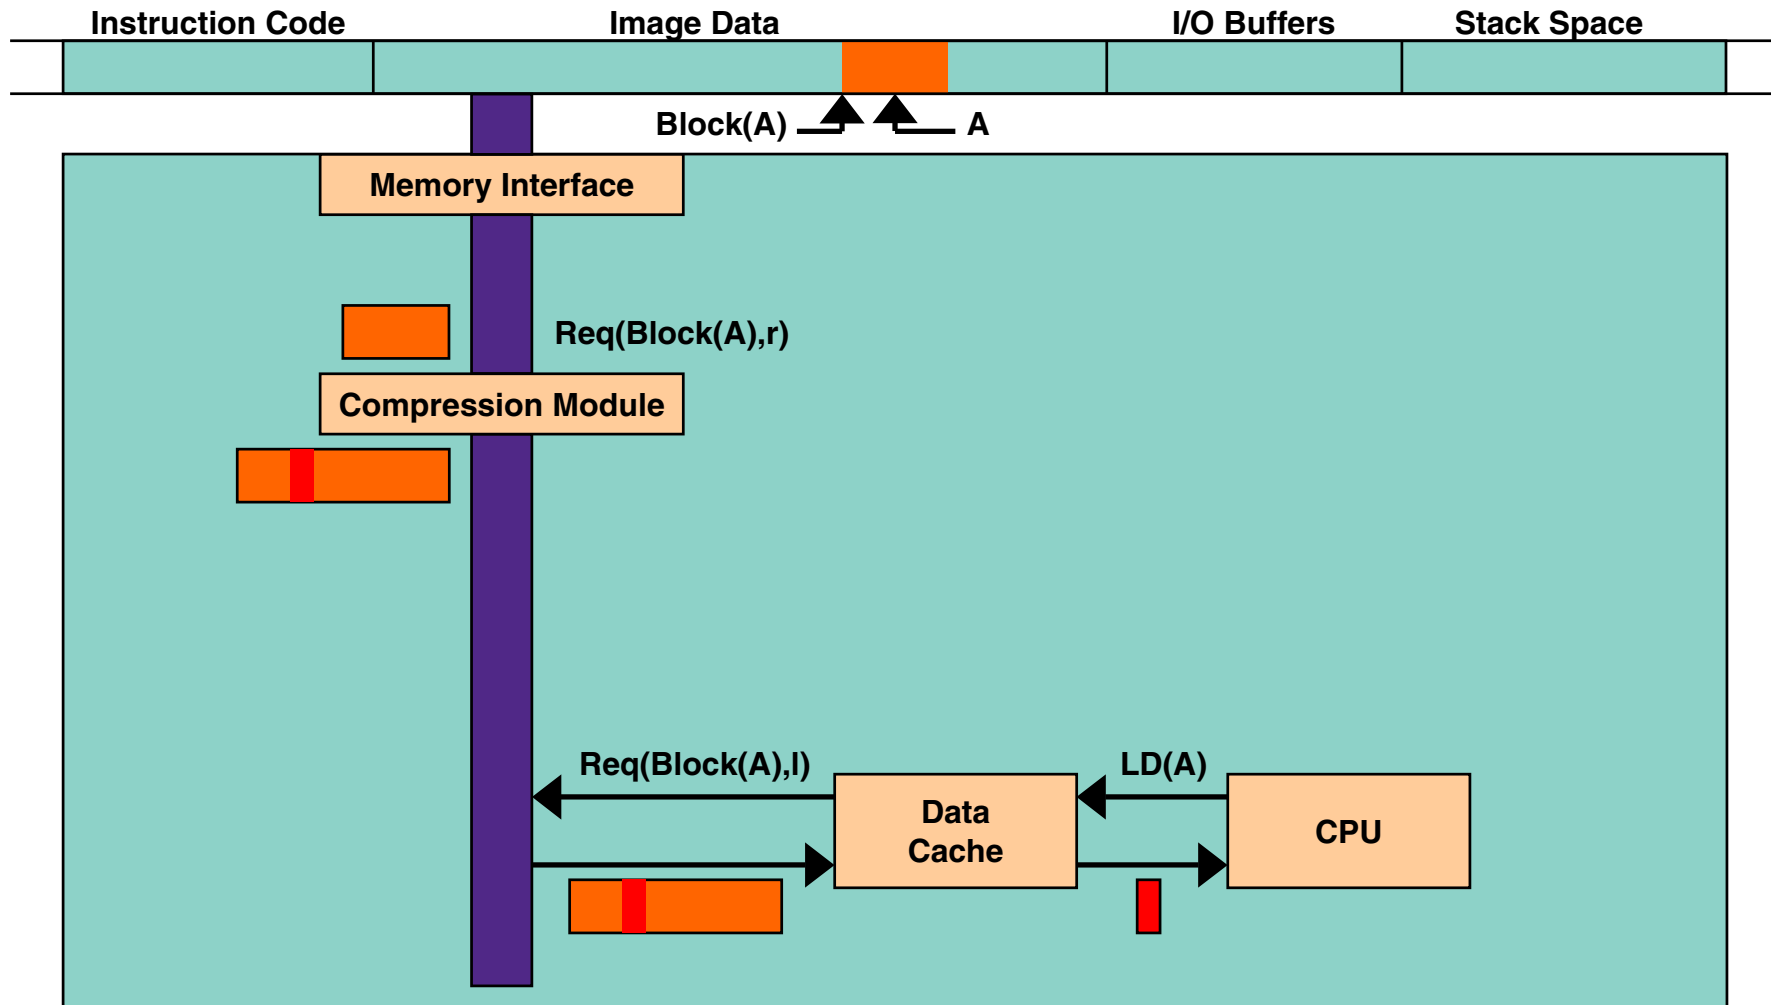 Instruction Code
Image Data
I/O Buffers
Stack Space
Block(A)
A
Memory Interface
Req(Block(A),r)
Compression Module
Req(Block(A),l)
LD(A)
Data
Cache
CPU